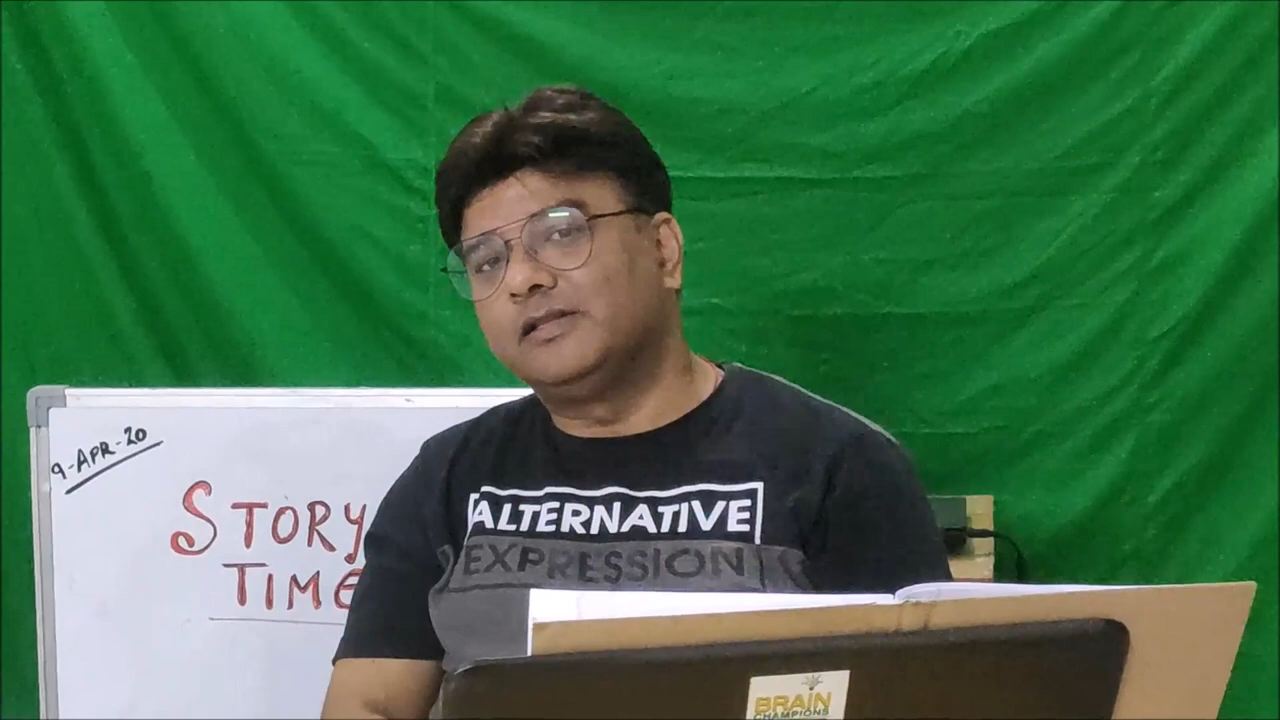 9-APR-20
STORY
TIME
ALTERNATIVE
EXPRESSION
BRAIN
CHAMPIONS